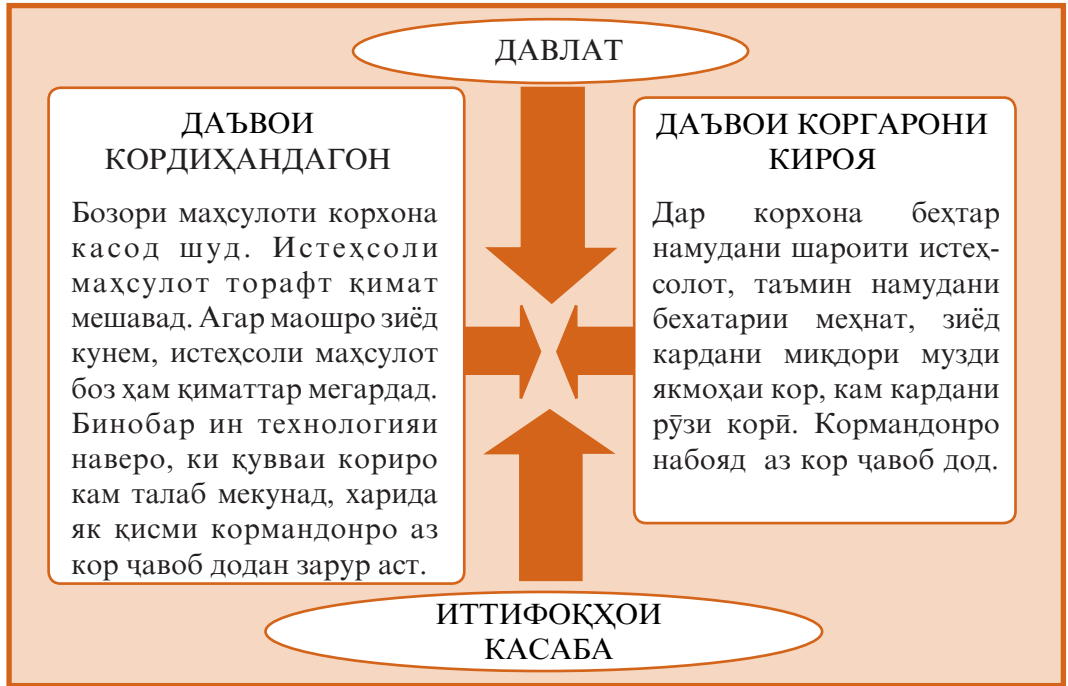 ДАВЛАТ
ДАЪВОИ
КОРДИҲАНДАГОН
Бозори маҳсулоти корхона
касод шуд. Истеҳсоли
маҳсулот торафт қимат
мешавад. Агар маошро зиёд
кунем, истеҳсоли маҳсулот
боз ҳам қиматтар мегардад.
Бинобар ин технологияи
наверо, ки қувваи кориро
кам талаб мекунад, харида
як қисми кормандонро аз
кор ҷавоб додан зарур аст.
ДАЪВОИ КОРГАРОНИ
КИРОЯ
Дар корхона беҳтар
намудани шароити истеҳ-
солот, таъмин намудани
бехатарии меҳнат, зиёд
кардани миқдори музди
якмоҳаи кор, кам кардани
рӯзи корӣ. Кормандонро
набояд аз кор ҷавоб дод.
ИТТИФОҚҲОИ
КАСАБА